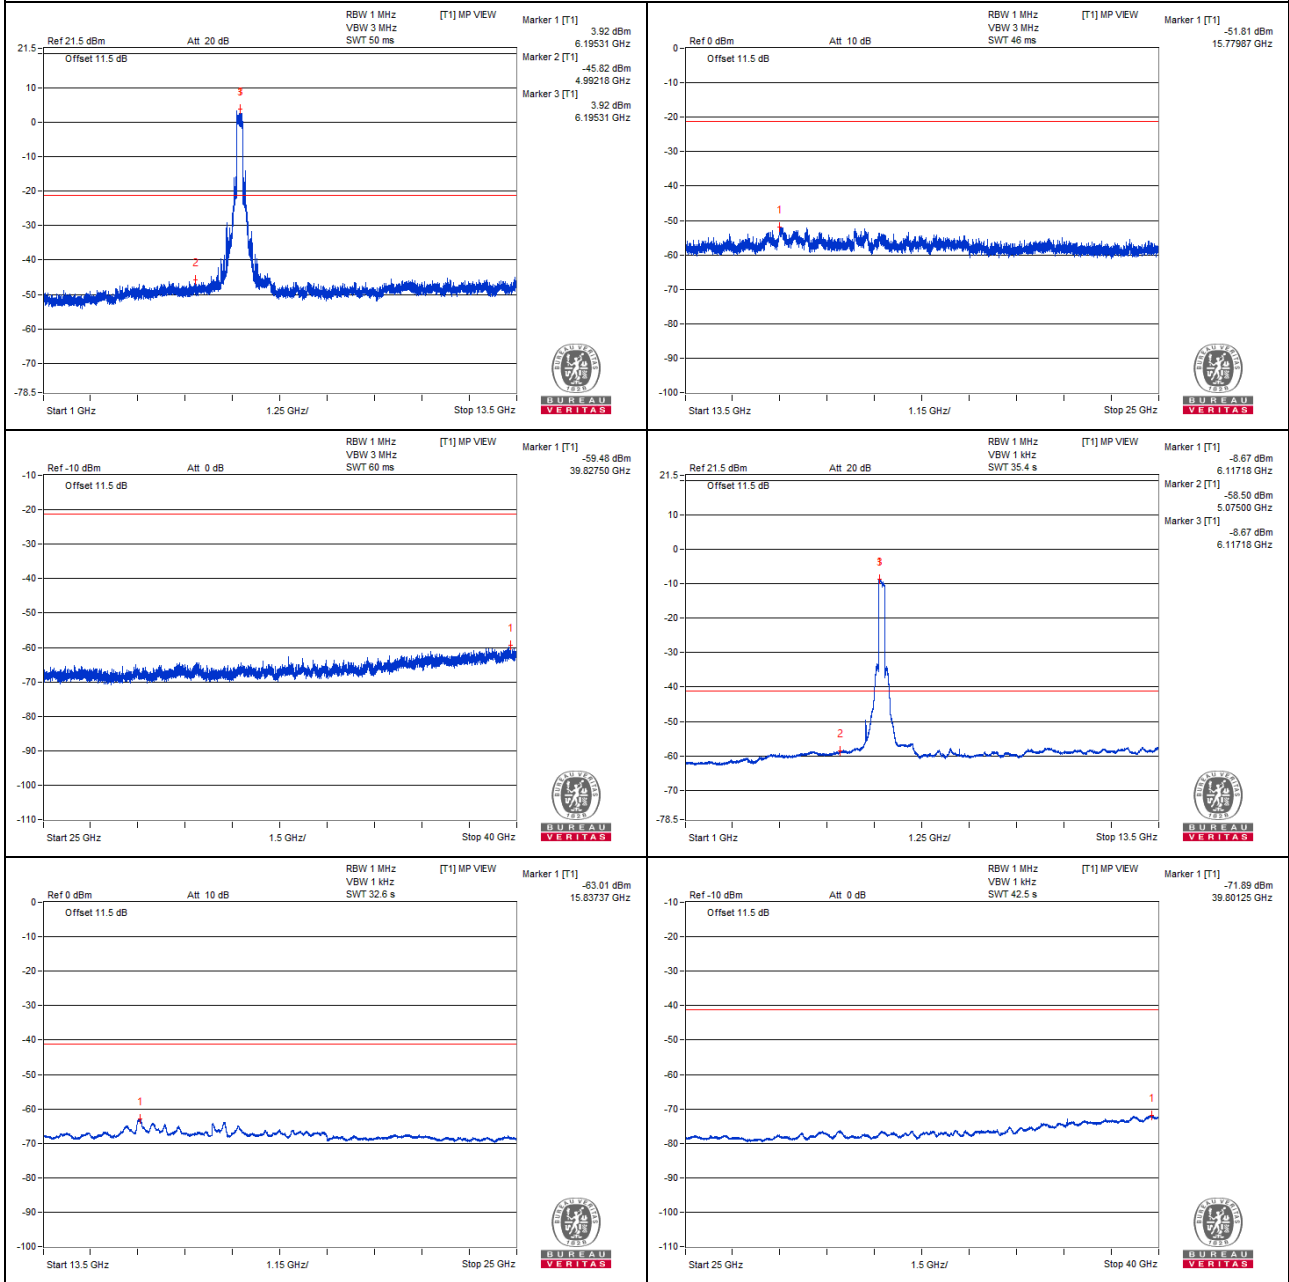 RBW 1 MHz [T1] MP VIEW
VBW 3 MHz
Ref 21.5 dBm Att 20 dB SWT 50 ms
Marker 1 [T1]
3.92 dBm
6.19531 GHz
Marker 2 [T1]
-45.82 dBm
4.99218 GHz
Marker 3 [T1]
3.92 dBm
6.19531 GHz
21.5
Offset 11.5 dB
10
0
-10
-20
-30
-40
-50
-60
-70
-78.5
3
2
Start 1 GHz 1.25 GHz/ Stop 13.5 GHz
BUREAU
VERITAS
RBW 1 MHz [T1] MP VIEW
VBW 3 MHz
Ref 0 dBm Att 10 dB SWT 46 ms
Marker 1 [T1]
-51.81 dBm
15.77987 GHz
0
Offset 11.5 dB
-10
-20
-30
-40
-50
-60
-70
-80
-90
-100
1
Start 13.5 GHz 1.15 GHz/ Stop 25 GHz
BUREAU
VERITAS
RBW 1 MHz [T1] MP VIEW
VBW 3 MHz
Ref -10 dBm Att 0 dB SWT 60 ms
Marker 1 [T1]
-59.48 dBm
39.82750 GHz
-10
Offset 11.5 dB
-20
-30
-40
-50
-60
-70
-80
-90
-100
-110
1
Start 25 GHz 1.5 GHz/ Stop 40 GHz
BUREAU
VERITAS
RBW 1 MHz [T1] MP VIEW
VBW 1 kHz
Ref 21.5 dBm Att 20 dB SWT 35.4 s
Marker 1 [T1]
-8.67 dBm
6.11718 GHz
Marker 2 [T1]
-58.50 dBm
5.07500 GHz
Marker 3 [T1]
-8.67 dBm
6.11718 GHz
21.5
Offset 11.5 dB
10
0
-10
-20
-30
-40
-50
-60
-70
-78.5
3
2
Start 1 GHz 1.25 GHz/ Stop 13.5 GHz
BUREAU
VERITAS
RBW 1 MHz [T1] MP VIEW
VBW 1 kHz
Ref 0 dBm Att 10 dB SWT 32.6 s
Marker 1 [T1]
-63.01 dBm
15.83737 GHz
0
Offset 11.5 dB
-10
-20
-30
-40
-50
-60
-70
-80
-90
-100
1
Start 13.5 GHz 1.15 GHz/ Stop 25 GHz
BUREAU
VERITAS
RBW 1 MHz [T1] MP VIEW
VBW 1 kHz
Ref -10 dBm Att 0 dB SWT 42.5 s
Marker 1 [T1]
-71.89 dBm
39.80125 GHz
-10
Offset 11.5 dB
-20
-30
-40
-50
-60
-70
-80
-90
-100
-110
1
Start 25 GHz 1.5 GHz/ Stop 40 GHz
BUREAU
VERITAS